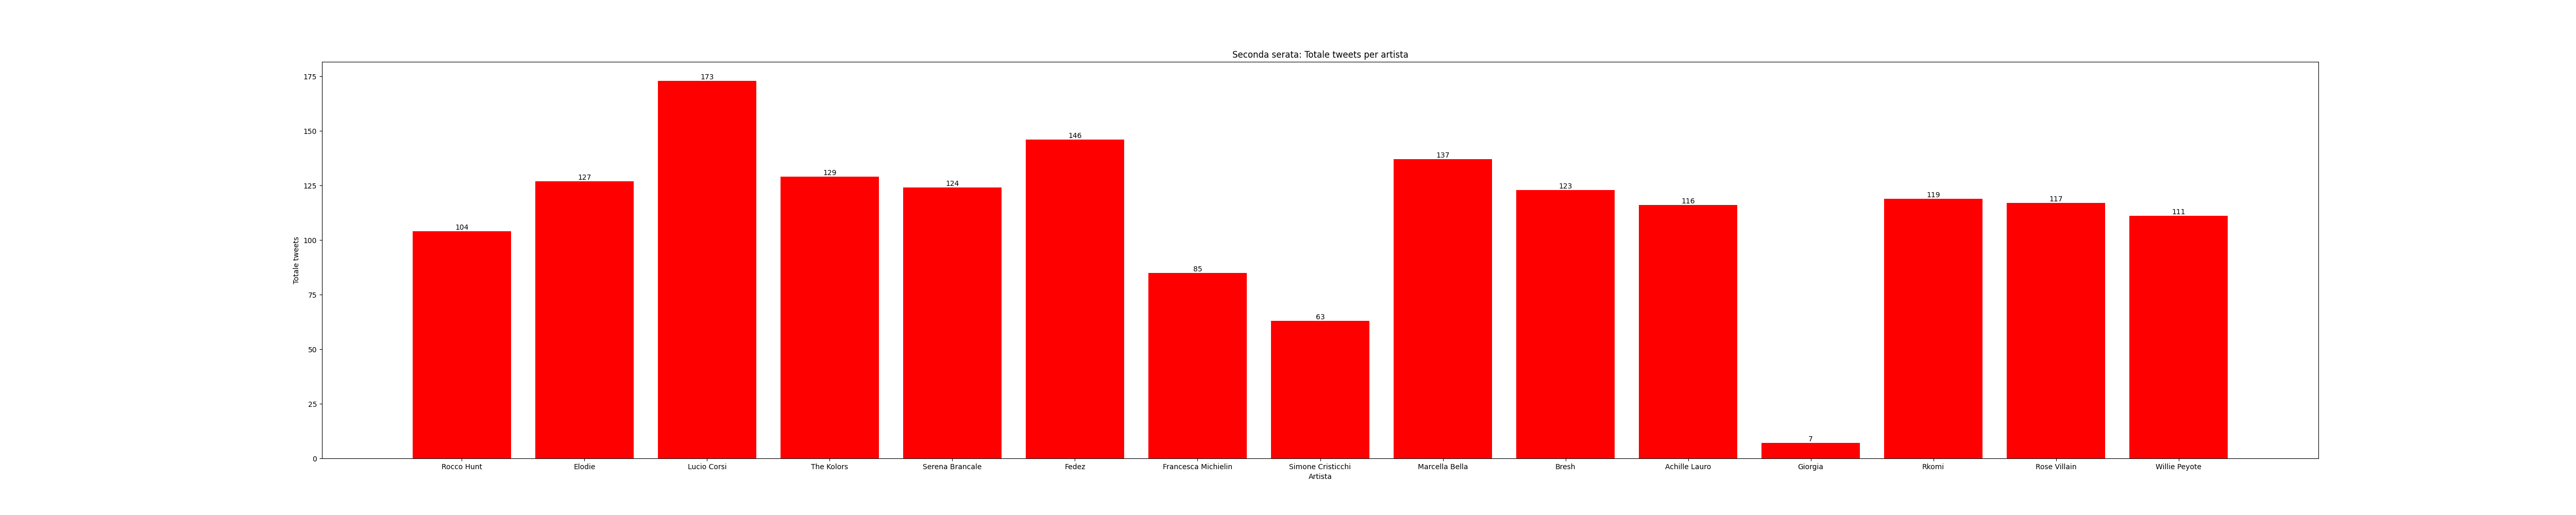 Seconda serata: Totale tweets per artista
Totale tweets
175
150
125
100
75
50
25
0
104
127
173
129
124
146
85
63
137
123
116
7
119
117
111
Rocco Hunt
Elodie
Lucio Corsi
The Kolors
Serena Brancale
Fedez
Francesca Michielin
Simone Cristicchi
Marcella Bella
Bresh
Achille Lauro
Giorgia
Rkomi
Rose Villain
Willie Peyote
Artista